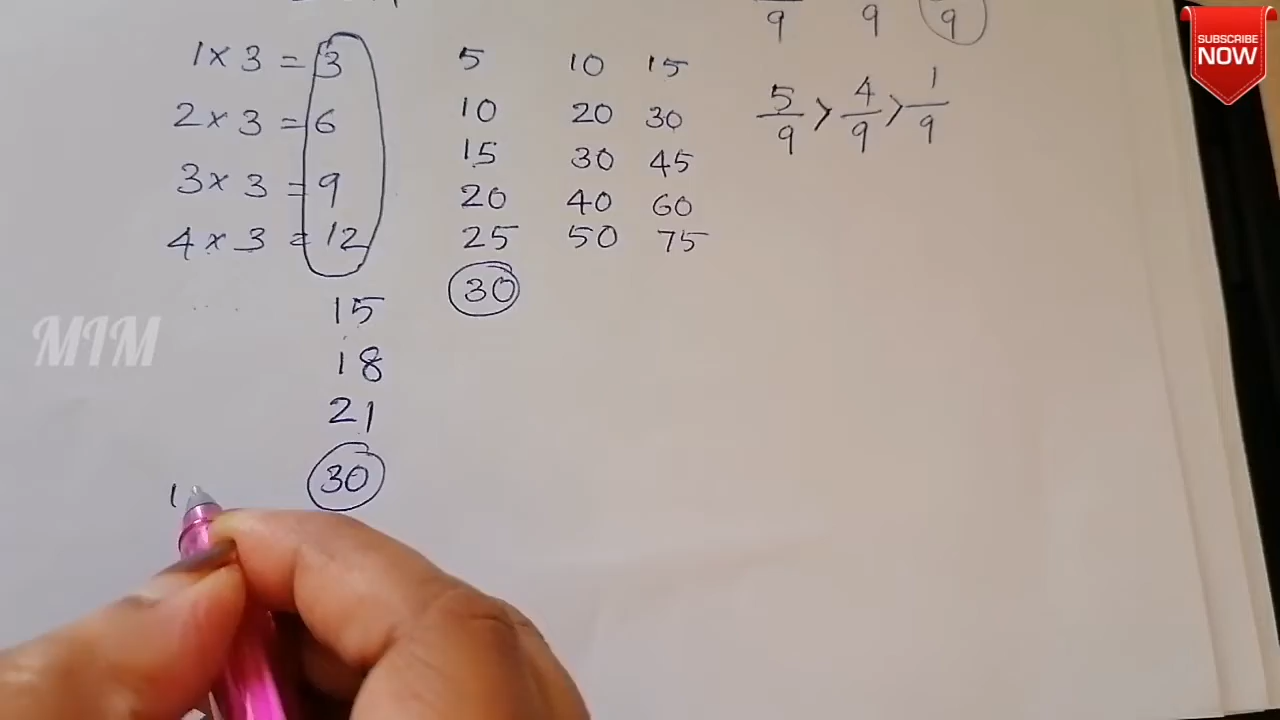 9 9 9
SUBSCRIBE
NOW
1 x 3 = 3 5 10 15
2 x 3 = 6 10 20 30
3 x 3 = 9 15 30 45
4 x 3 = 12 20 40 60
25 50 75
5/9 > 4/9 > 1/9
30
15
18
21
30
1
MIM